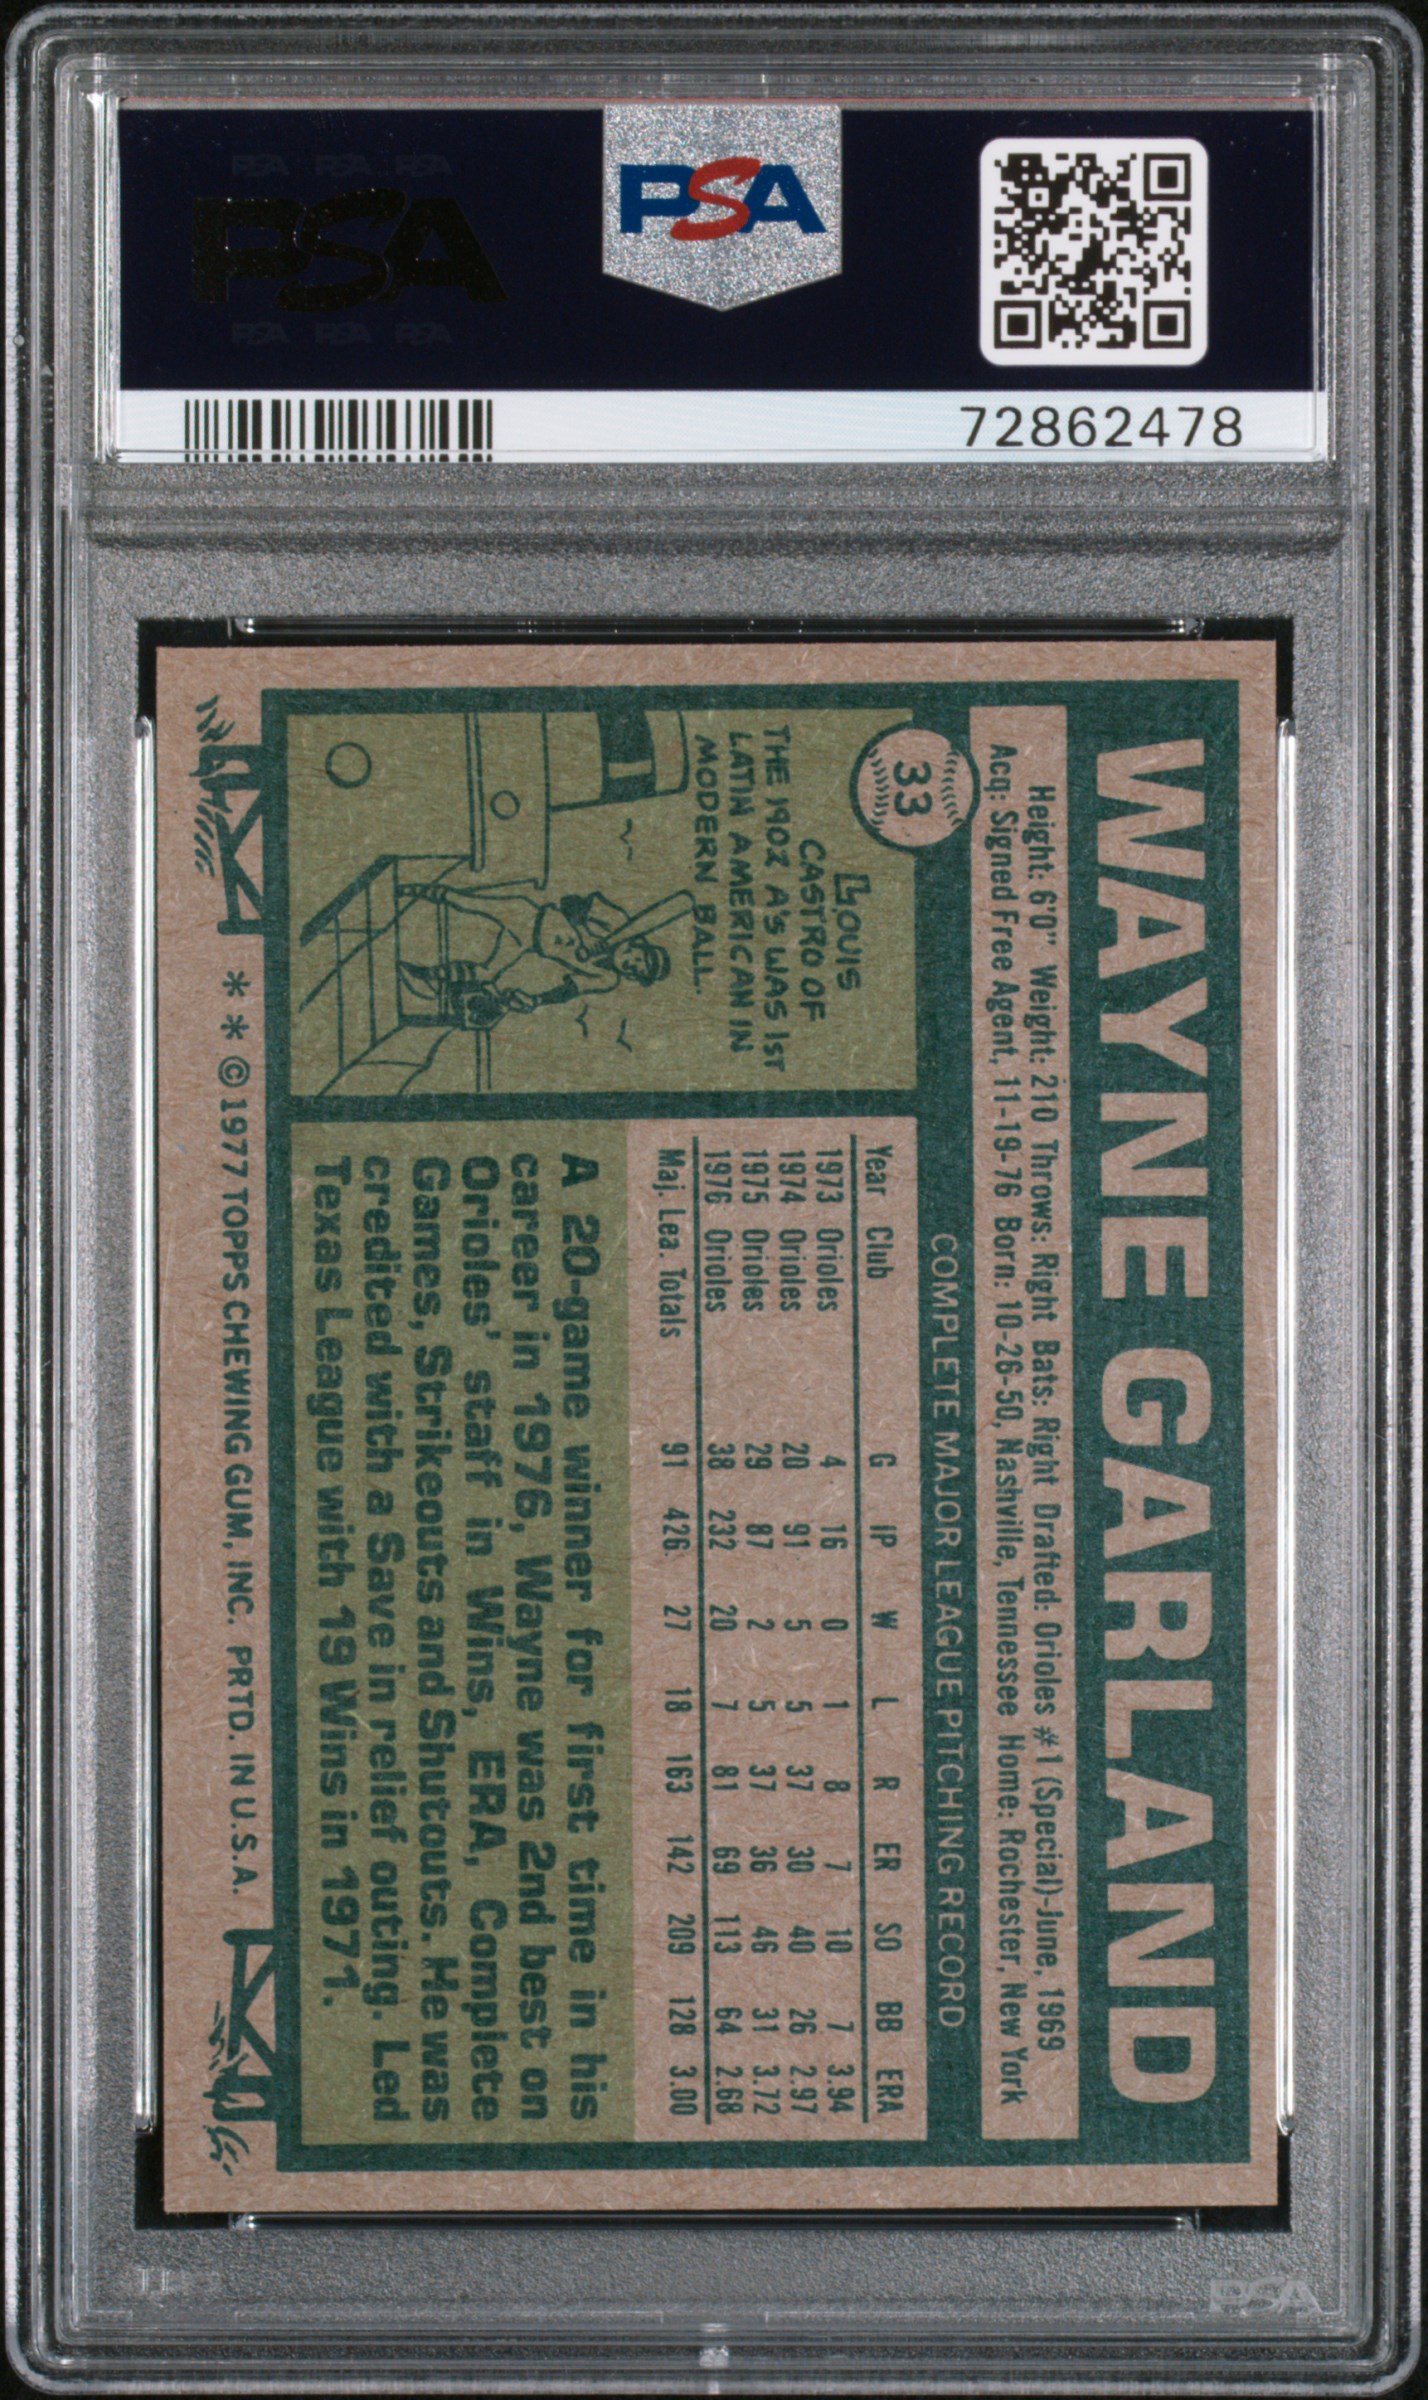 PSA PSA PSA
PSA
PSA PSA PSA
PSA
72862478
WAYNE GARLAND
Height: 6'0" Weight: 210 Throws: Right Bats: Right Drafted: Orioles #1 (Special)-June, 1969
Acq: Signed Free Agent, 11-19-76 Born: 10-26-50, Nashville, Tennessee Home: Rochester, New York
33
LOUIS
CASTRO OF
THE 1902 A'S WAS 1ST
LATIN AMERICAN IN
MODERN BALL.
COMPLETE MAJOR LEAGUE PITCHING RECORD
Year Club G IP W L R ER SO BB ERA
1973 Orioles 4 16 0 1 8 7 10 7 3.94
1974 Orioles 20 91 5 5 37 30 40 26 2.97
1975 Orioles 29 87 2 5 37 36 46 31 3.72
1976 Orioles 38 232 20 7 81 69 113 64 2.68
Maj. Lea. Totals 91 426 27 18 163 142 209 128 3.00
A 20-game winner for first time in his
career in 1976, Wayne was 2nd best on
Orioles' staff in Wins, ERA, Complete
Games, Strikeouts and Shutouts. He was
credited with a Save in relief outing. Led
Texas League with 19 Wins in 1971.
* * © 1977 TOPPS CHEWING GUM, INC. PRTD. IN U.S.A.
PSA